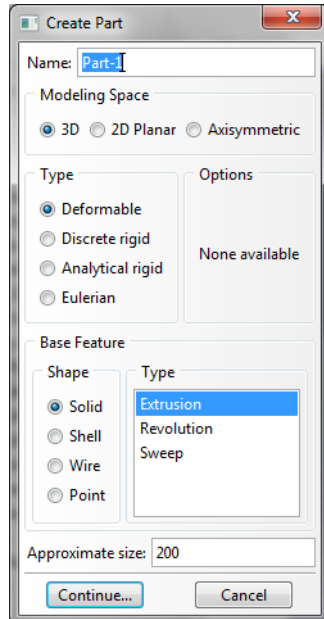 Create Part
Name: Part-1
Modeling Space
3D 2D Planar Axisymmetric
Type
Options
Deformable
Discrete rigid
Analytical rigid
Eulerian
None available
Base Feature
Shape
Type
Solid
Shell
Wire
Point
Extrusion
Revolution
Sweep
Approximate size: 200
Continue... Cancel